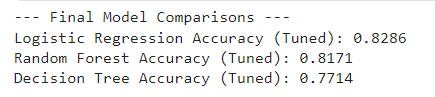 --- Final Model Comparisons ---
Logistic Regression Accuracy (Tuned): 0.8286
Random Forest Accuracy (Tuned): 0.8171
Decision Tree Accuracy (Tuned): 0.7714